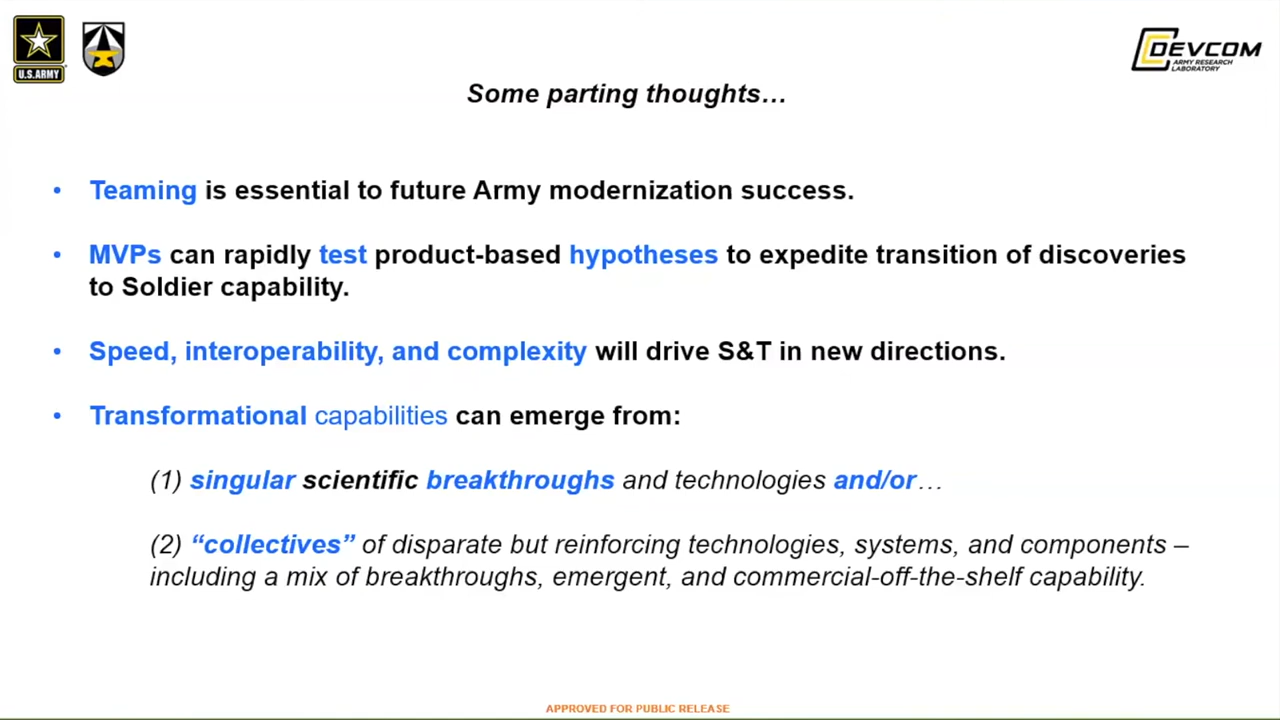 U.S.ARMY
DEVCOM
ARMY RESEARCH
LABORATORY
Some parting thoughts…
• Teaming is essential to future Army modernization success.
• MVPs can rapidly test product-based hypotheses to expedite transition of discoveries
to Soldier capability.
• Speed, interoperability, and complexity will drive S&T in new directions.
• Transformational capabilities can emerge from:
(1) singular scientific breakthroughs and technologies and/or…
(2) “collectives” of disparate but reinforcing technologies, systems, and components –
including a mix of breakthroughs, emergent, and commercial-off-the-shelf capability.
APPROVED FOR PUBLIC RELEASE